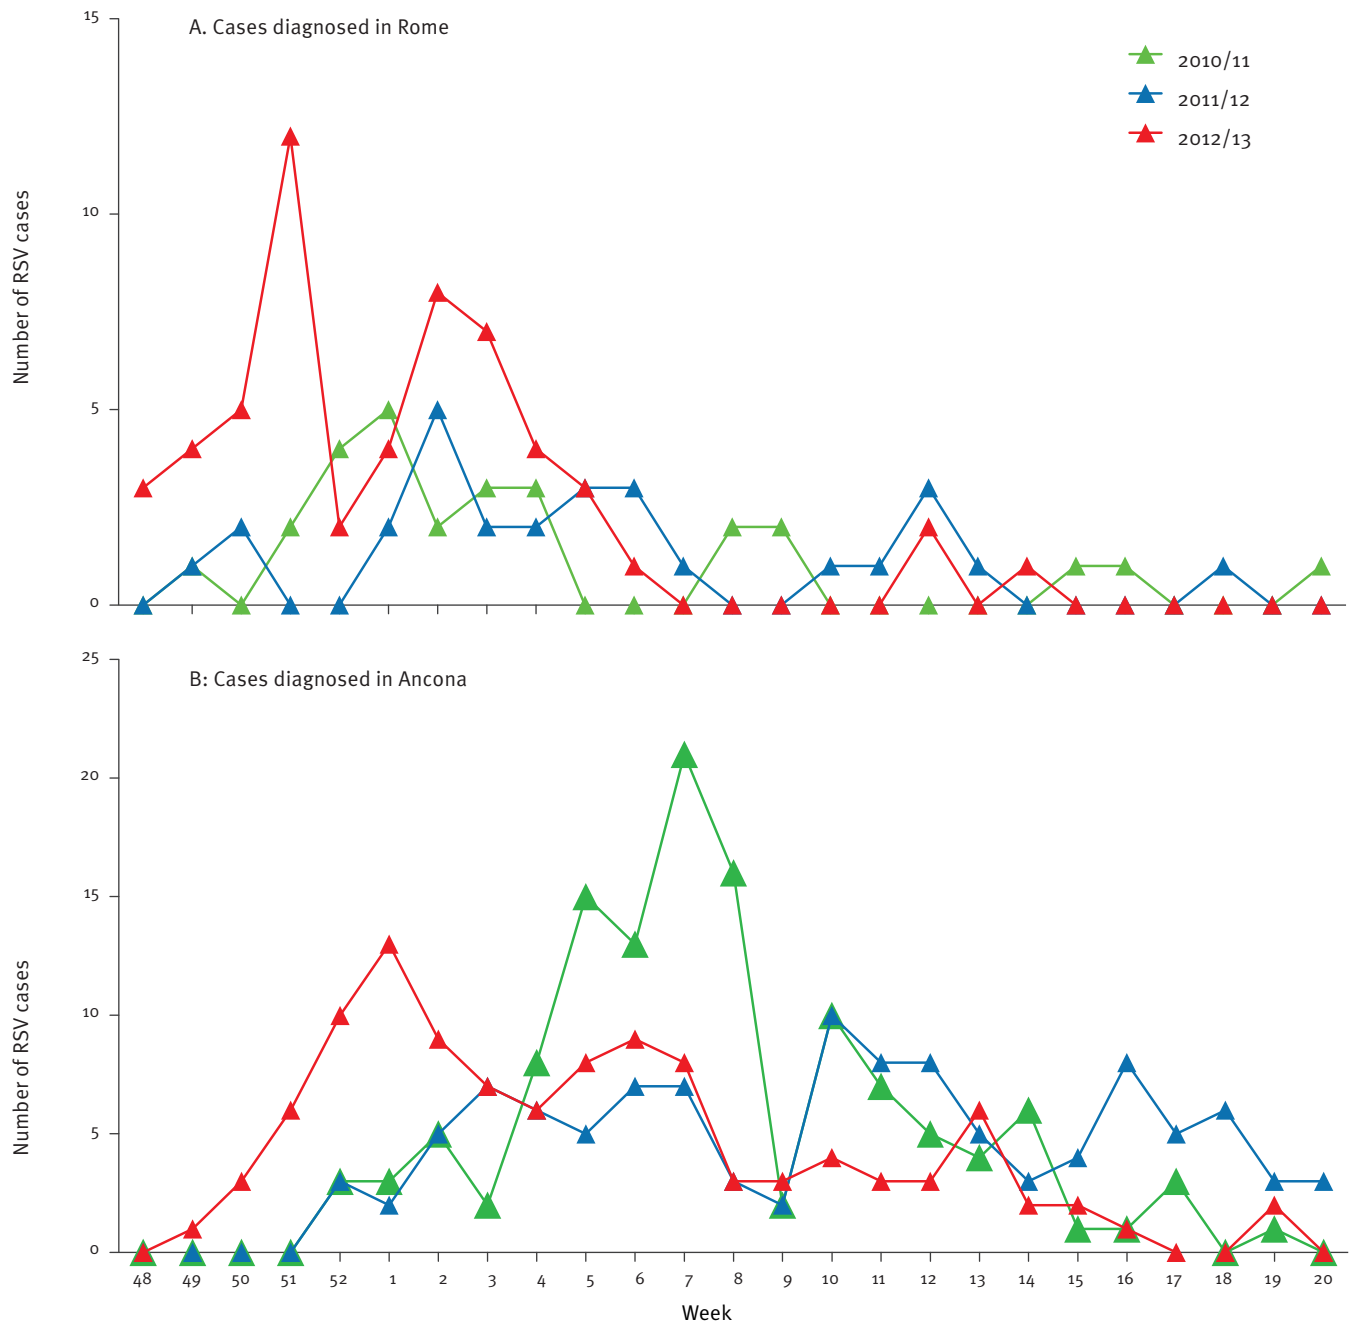 A. Cases diagnosed in Rome
2010/11
2011/12
2012/13
Number of RSV cases
15
10
5
0
B: Cases diagnosed in Ancona
Number of RSV cases
25
20
15
10
5
0
48 49 50 51 52 1 2 3 4 5 6 7 8 9 10 11 12 13 14 15 16 17 18 19 20
Week